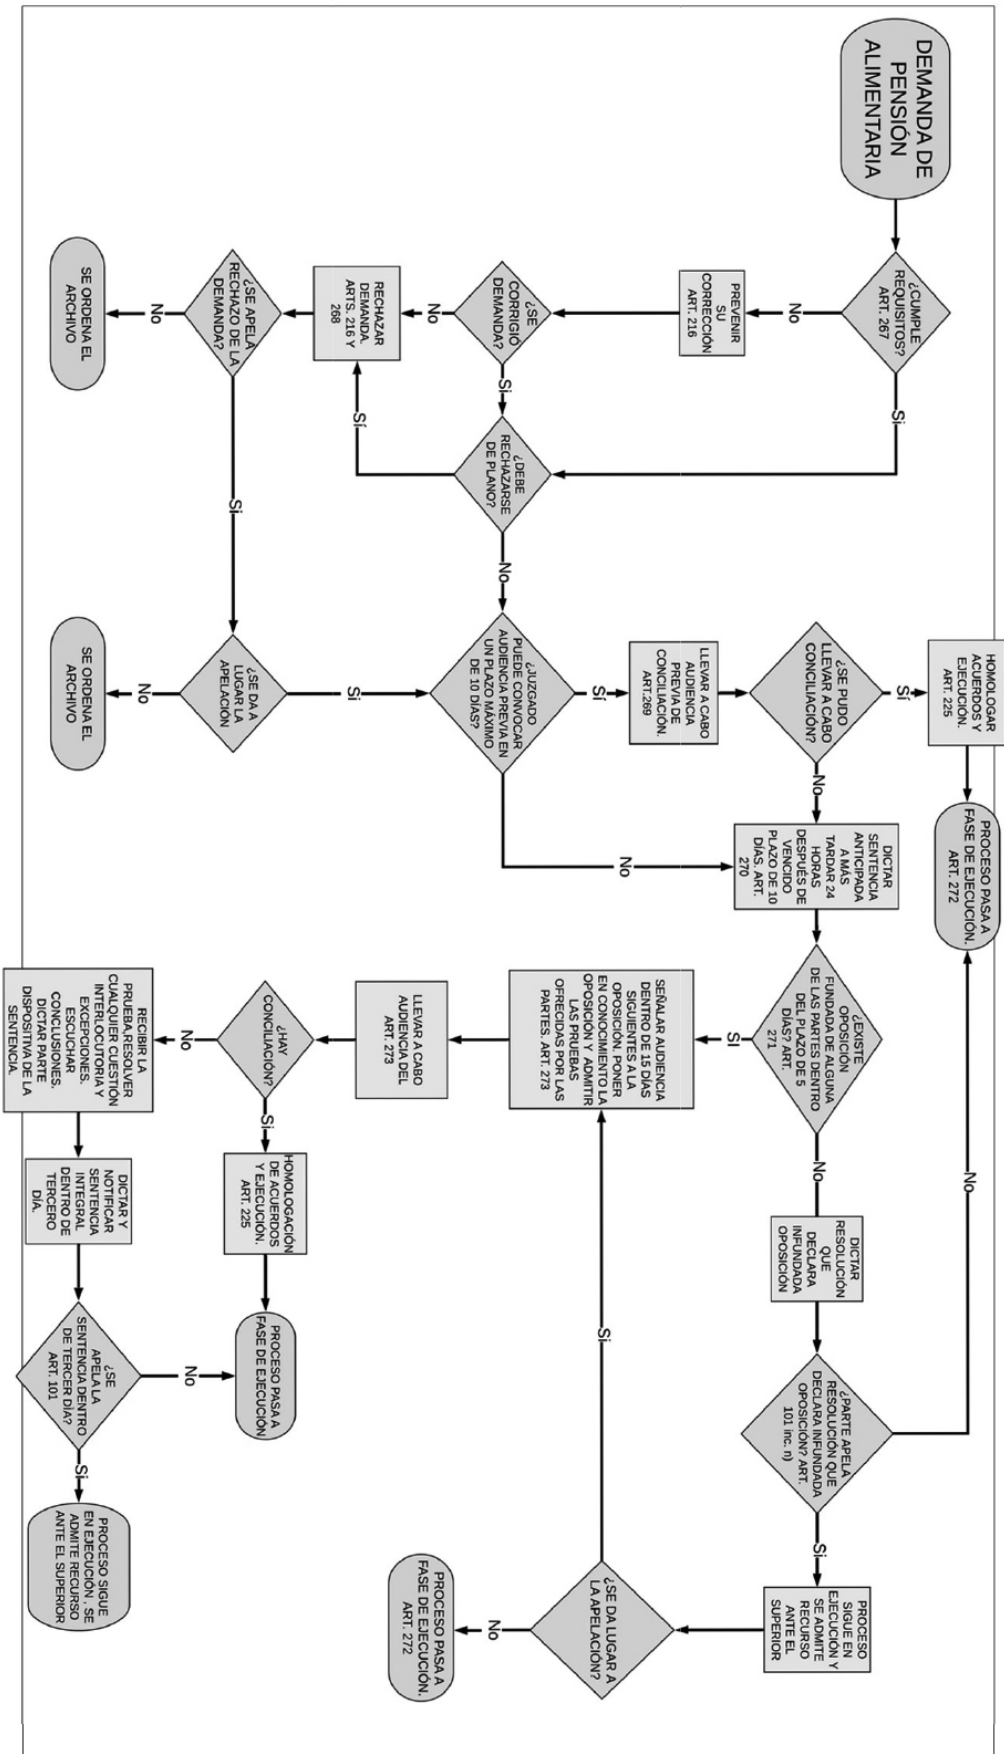 DEMANDA DE
PENSIÓN
ALIMENTARIA
¿CUMPLE
REQUISITOS?
ART. 267
No
Si
PREVENIR
SU
CORRECCIÓN
ART. 216
¿SE
CORRIGIÓ
DEMANDA?
No
Si
RECHAZAR
DEMANDA.
ARTS. 216 Y
268
Sí
¿DEBE
RECHAZARSE
DE PLANO?
No
¿SE APELA
RECHAZO DE LA
DEMANDA?
No
SE ORDENA EL
ARCHIVO
Si
¿SE DA A
LUGAR LA
APELACIÓN
No
SE ORDENA EL
ARCHIVO
Si
¿JUZGADO
PUEDE CONVOCAR
AUDIENCIA PREVIA EN
UN PLAZO MÁXIMO
DE 10 DÍAS?
Sí
No
LLEVAR A CABO
AUDIENCIA
PREVIA DE
CONCILIACIÓN.
ART.269
¿SE PUDO
LLEVAR A CABO
CONCILIACIÓN?
Sí
No
HOMOLOGAR
ACUERDOS Y
EJECUCIÓN.
ART. 225
PROCESO PASA A
FASE DE EJECUCIÓN.
ART. 272
DICTAR
SENTENCIA
ANTICIPADA
A MÁS
TARDAR 24
HORAS
DESPUÉS DE
VENCIDO
PLAZO DE 10
DÍAS. ART.
270
¿EXISTE
OPOSICIÓN
FUNDADA DE ALGUNA
DE LAS PARTES DENTRO
DEL PLAZO DE 5
DÍAS? ART.
271
SI
No
SEÑALAR AUDIENCIA
DENTRO DE 15 DÍAS
SIGUIENTES A LA
OPOSICIÓN. PONER
EN CONOCIMIENTO LA
OPOSICIÓN Y ADMITIR
LAS PRUEBAS
OFRECIDAS POR LAS
PARTES. ART. 273
LLEVAR A CABO
AUDIENCIA DEL
ART. 273
¿HAY
CONCILIACIÓN?
No
Si
RECIBIR LA
PRUEBA,RESOLVER
CUALQUIER CUESTIÓN
INTERLOCUTORIA Y
EXCEPCIONES.
ESCUCHAR
CONCLUSIONES.
DICTAR PARTE
DISPOSITIVA DE LA
SENTENCIA.
HOMOLOGACIÓN
DE ACUERDOS
Y EJECUCIÓN.
ART. 225
PROCESO PASA A
FASE DE EJECUCIÓN
DICTAR Y
NOTIFICAR
SENTENCIA
INTEGRAL
DENTRO DE
TERCERO
DÍA.
¿SE
APELA LA
SENTENCIA DENTRO
DE TERCER DÍA?
ART. 101
No
Si
PROCESO SIGUE
EN EJECUCIÓN , SE
ADMITE RECURSO
ANTE EL SUPERIOR
DICTAR
RESOLUCIÓN
QUE
DECLARA
INFUNDADA
OPOSICIÓN
¿PARTE APELA
RESOLUCIÓN QUE
DECLARA INFUNDADA
OPOSICIÓN? ART.
101 inc. n)
No
Si
PROCESO
SIGUE EN
EJECUCIÓN Y
SE ADMITE
RECURSO
ANTE EL
SUPERIOR
¿SE DA LUGAR A
LA APELACIÓN?
Si
No
PROCESO PASA A
FASE DE EJECUCIÓN.
ART. 272